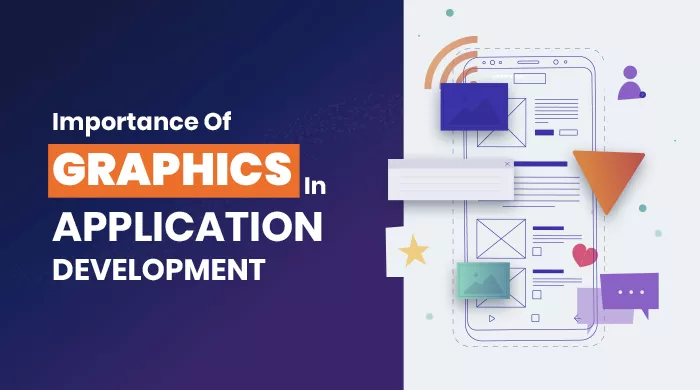 Importance Of
GRAPHICS In
APPLICATION
DEVELOPMENT